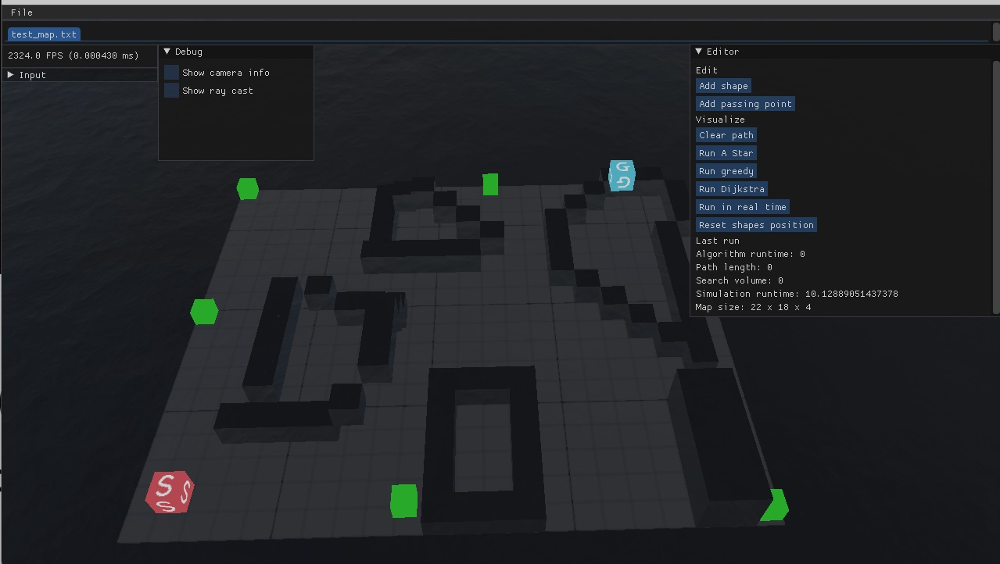 File
test_map.txt
2324.0 FPS (0.000430 ms)
Input
Debug
Show camera info
Show ray cast
Editor
Edit
Add shape
Add passing point
Visualize
Clear path
Run A Star
Run greedy
Run Dijkstra
Run in real time
Reset shapes position
Last run
Algorithm runtime: 0
Path length: 0
Search volume: 0
Simulation runtime: 10.12889051437378
Map size: 22 x 18 x 4
G
G
S
S
S